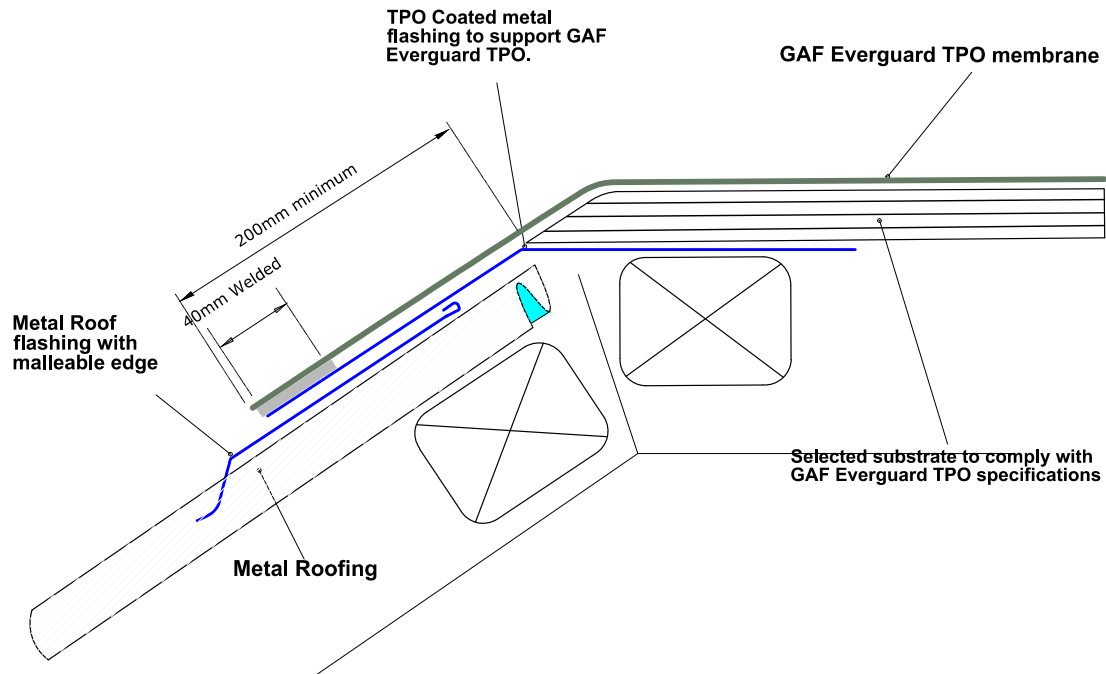 TPO Coated metal
flashing to support GAF
Everguard TPO.
GAF Everguard TPO membrane
200mm minimum
40mm Welded
Metal Roof
flashing with
malleable edge
Selected substrate to comply with
GAF Everguard TPO specifications
Metal Roofing